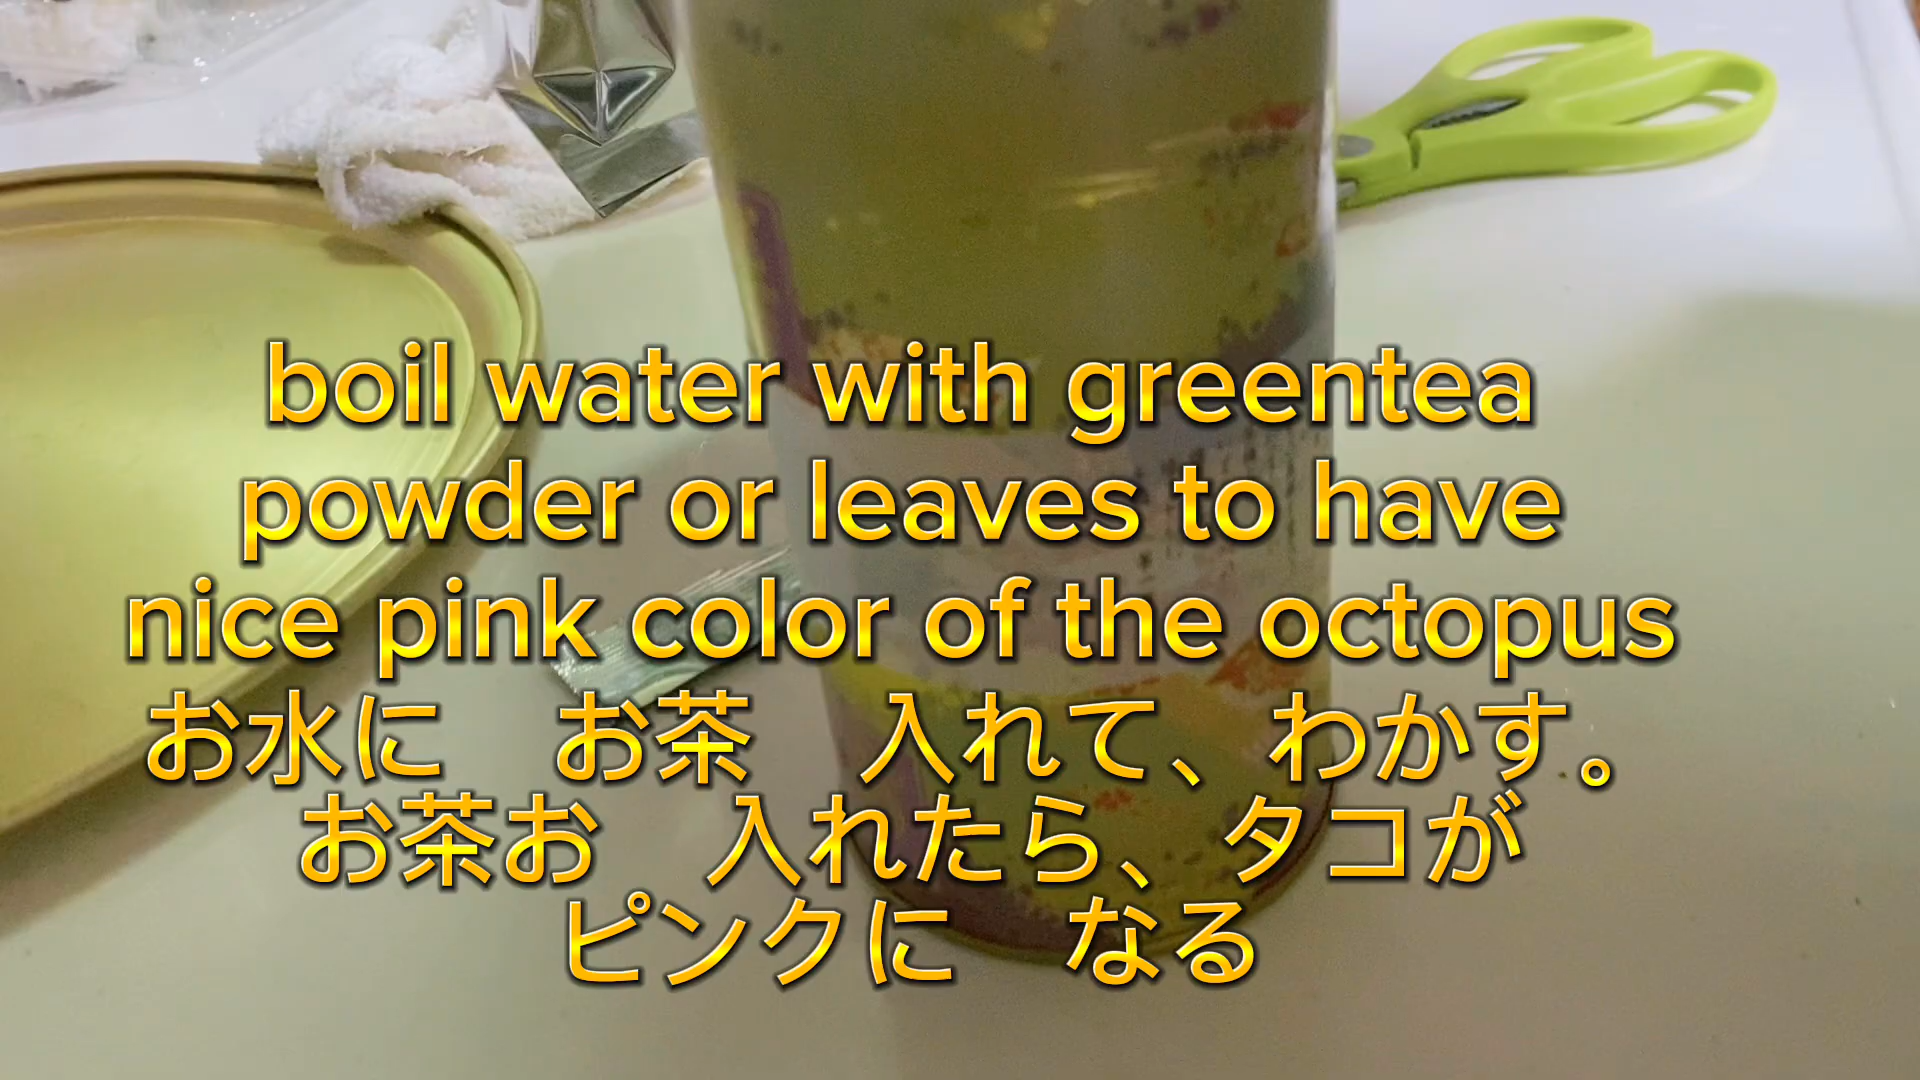 boil water with greentea
powder or leaves to have
nice pink color of the octopus
お水に　お茶　入れて、わかす。
お茶お　入れたら、タコが
ピンクに　なる